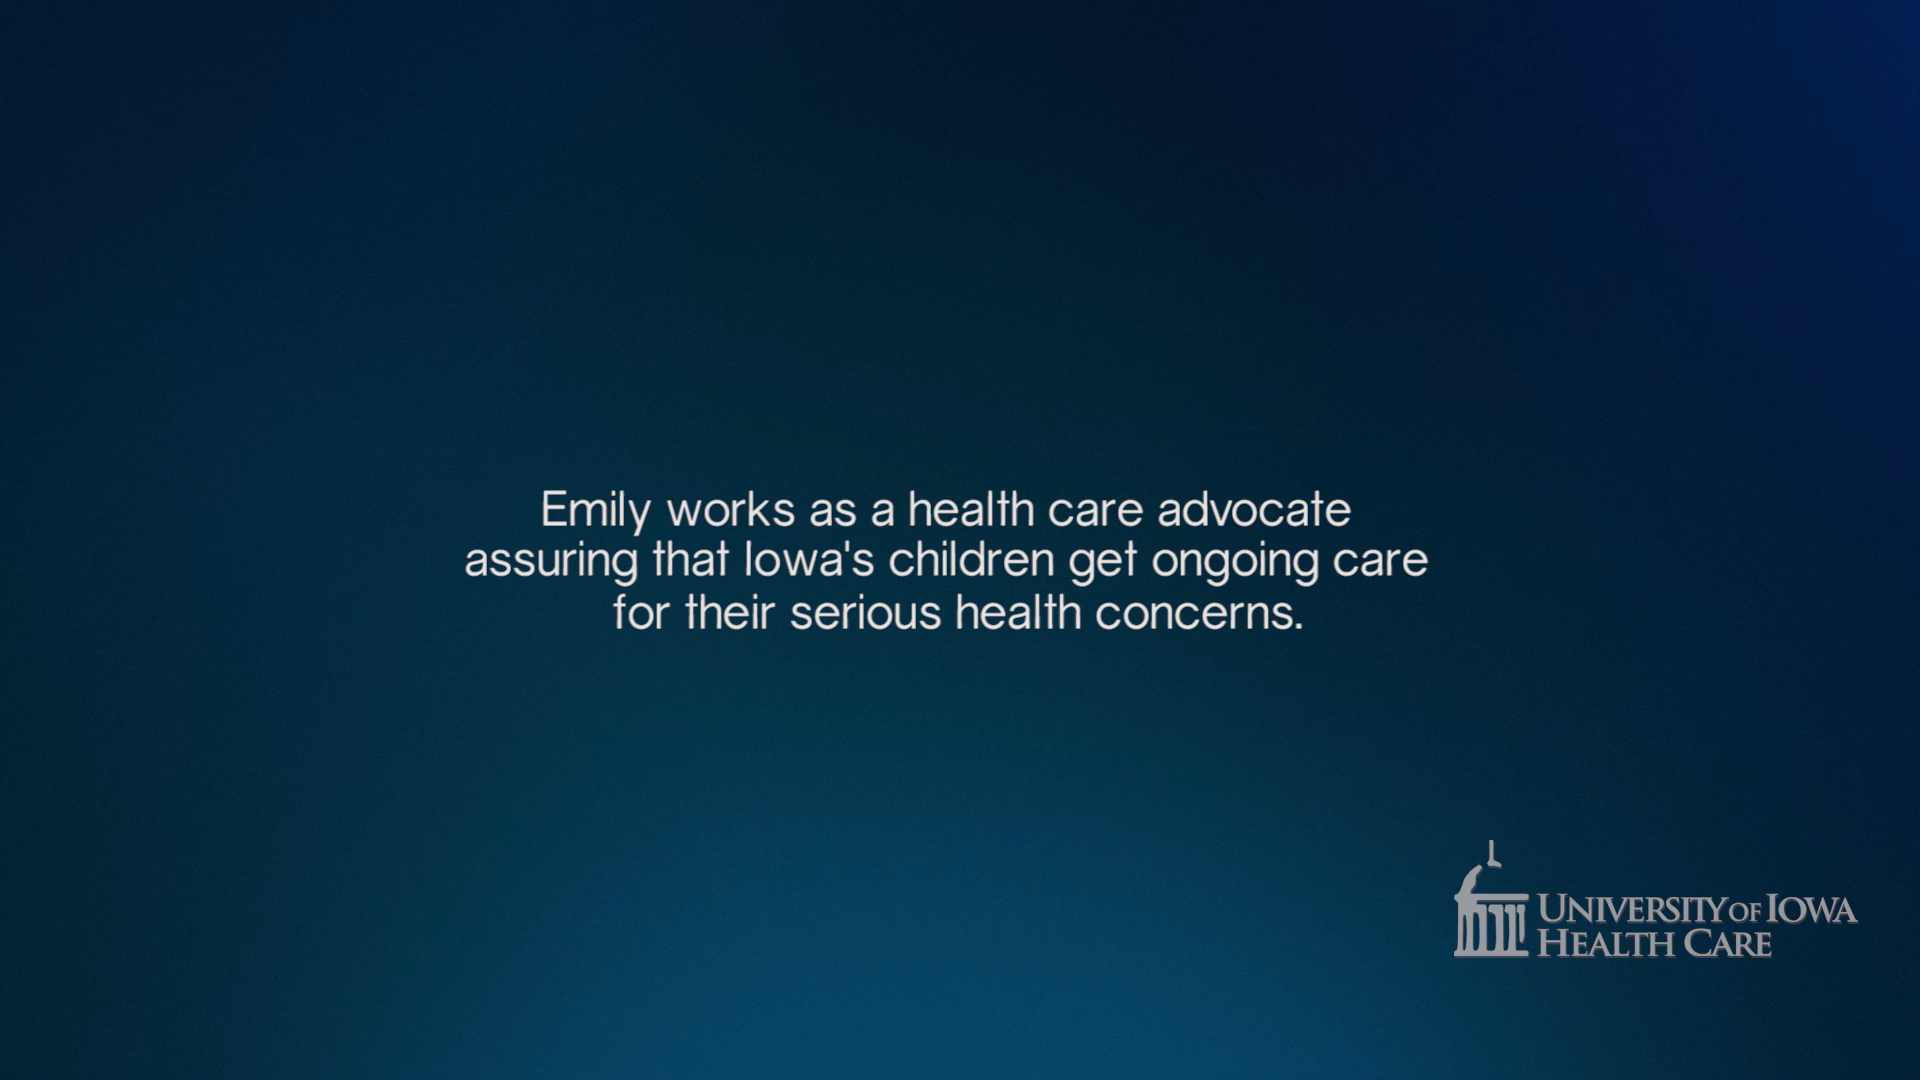 Emily works as a health care advocate
assuring that Iowa's children get ongoing care
for their serious health concerns.
UNIVERSITY OF IOWA
HEALTH CARE